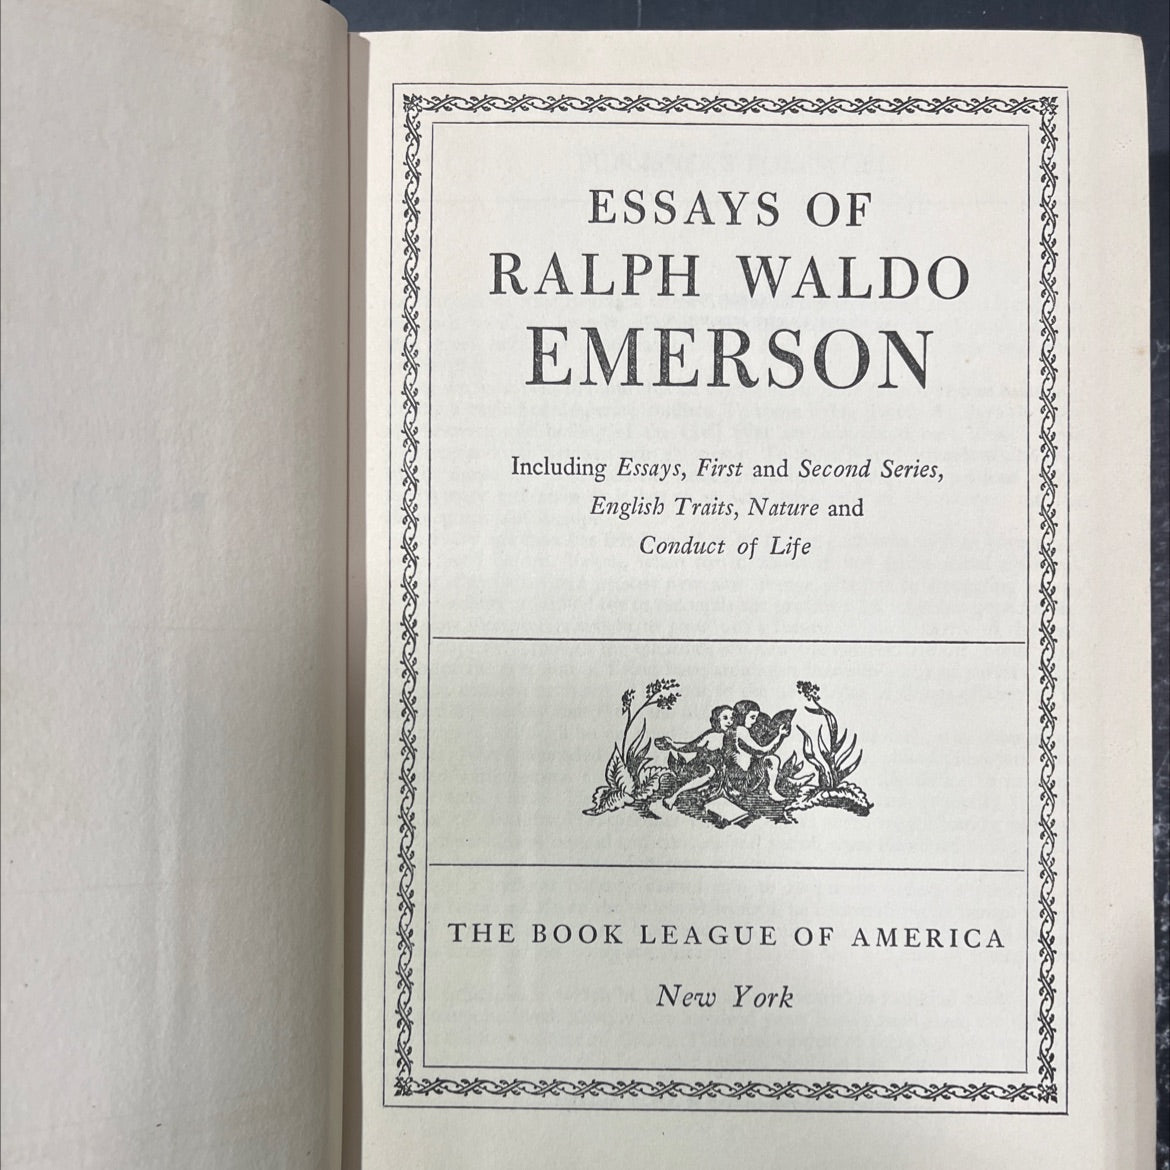 ESSAYS OF
RALPH WALDO
EMERSON
Including Essays, First and Second Series,
English Traits, Nature and
Conduct of Life
THE BOOK LEAGUE OF AMERICA
New York